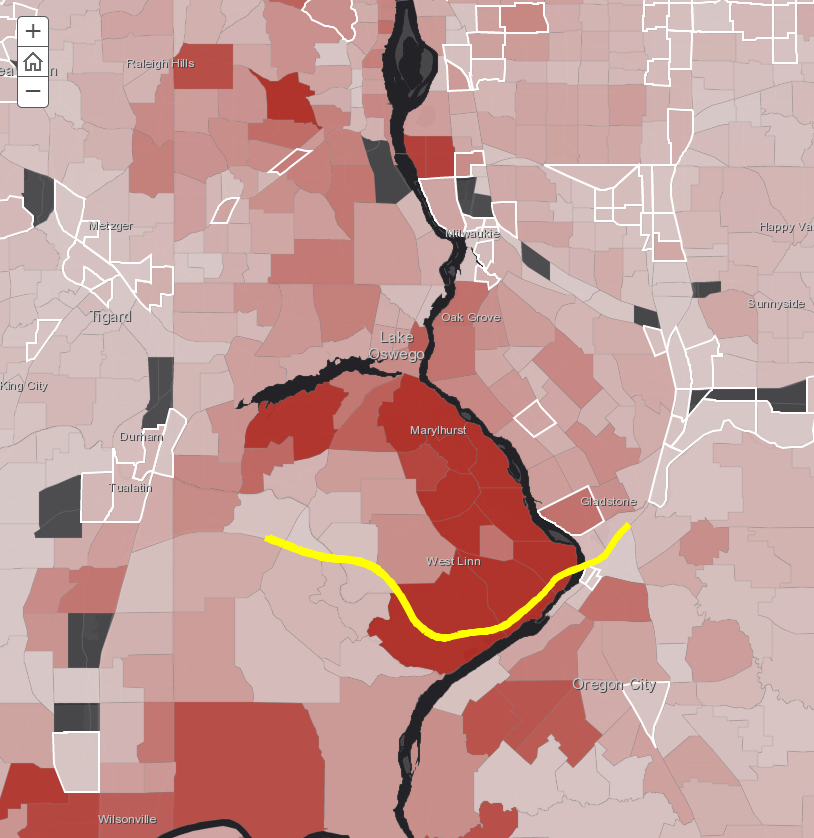 +
−
Raleigh Hills
Metzger
Milwaukie
Happy Va
Tigard
Oak Grove
Sunnyside
Lake
Oswego
King City
Marylhurst
Durham
Tualatin
Gladstone
West Linn
Oregon City
Wilsonville